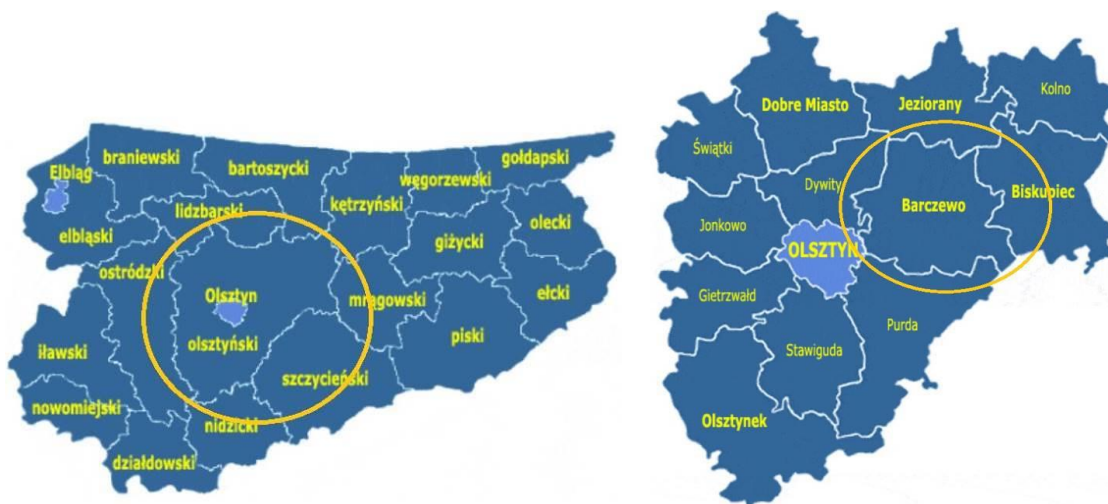 Elbląg
braniewski
bartoszycki
węgorzewski
gołdapski
lidzbarski
kętrzyński
elbląski
giżycki
olecki
ostródzki
Olsztyn
mrągowski
ełcki
olsztyński
piski
iławski
szczycieński
nowomiejski
nidzicki
działdowski
Dobre Miasto
Jeziorany
Kolno
Świątki
Dywity
Barczewo
Biskupiec
Jonkowo
OLSZTYN
Gietrzwałd
Purda
Stawiguda
Olsztynek